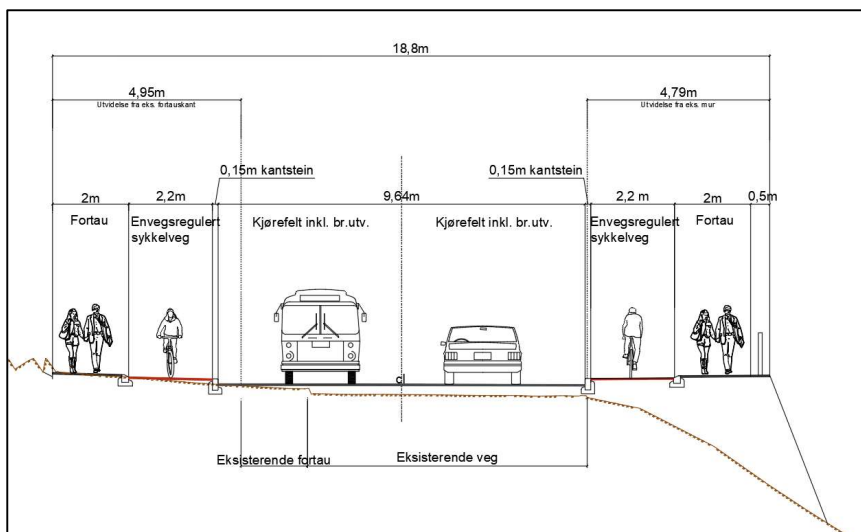 18,8m
4,95m
4,79m
Utvidelse fra eks. fortauskant
Utvidelse fra eks. mur
0,15m kantstein
0,15m kantstein
2m
2,2m
9,64m
2,2 m
2m
0,5m
Fortau
Envegsregulert
sykkelveg
Kjørefelt inkl. br.utv.
Kjørefelt inkl. br.utv.
Envegsregulert
sykkelveg
Fortau
Eksisterende fortau
Eksisterende veg